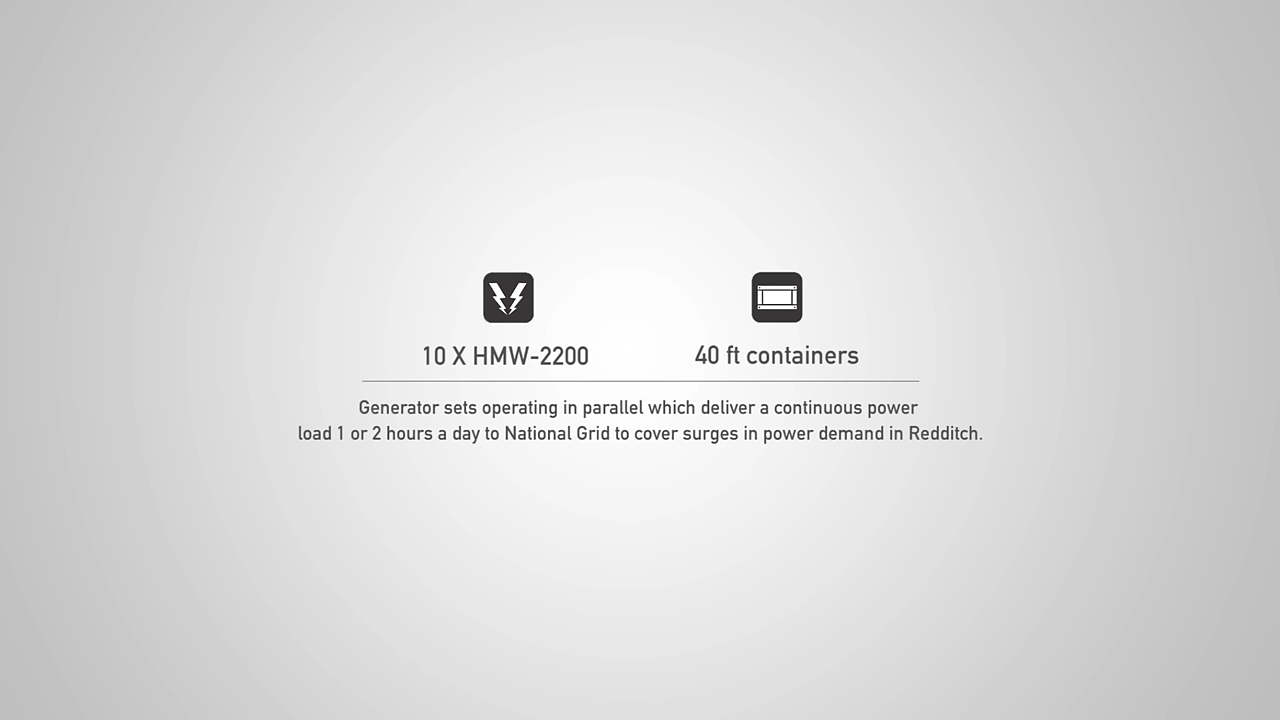 10 X HMW-2200
40 ft containers
Generator sets operating in parallel which deliver a continuous power
load 1 or 2 hours a day to National Grid to cover surges in power demand in Redditch.